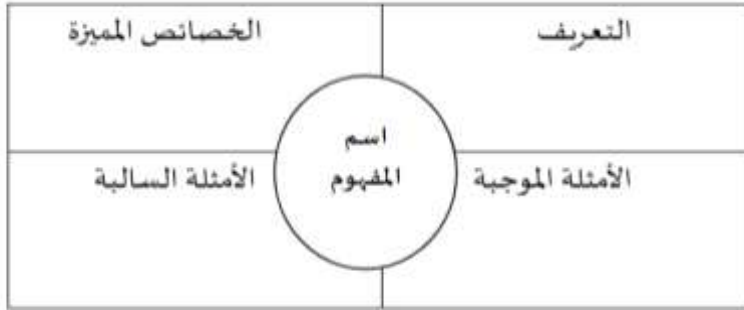 التعريف
الخصائص المميزة
اسم
المفهوم
الأمثلة الموجبة
الأمثلة السالبة